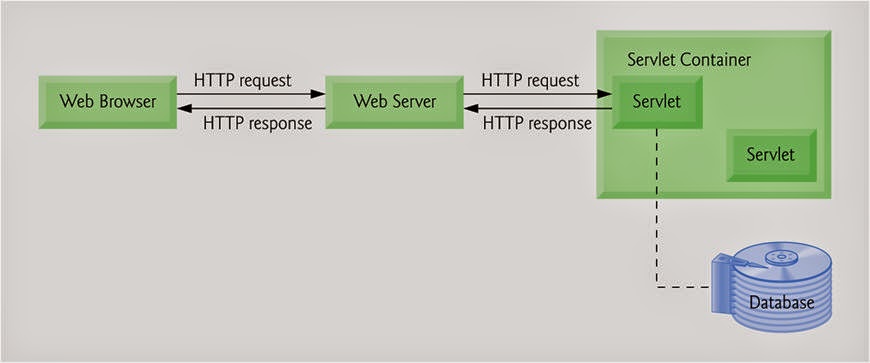 Web Browser
HTTP request
HTTP response
Web Server
HTTP request
HTTP response
Servlet Container
Servlet
Servlet
Database